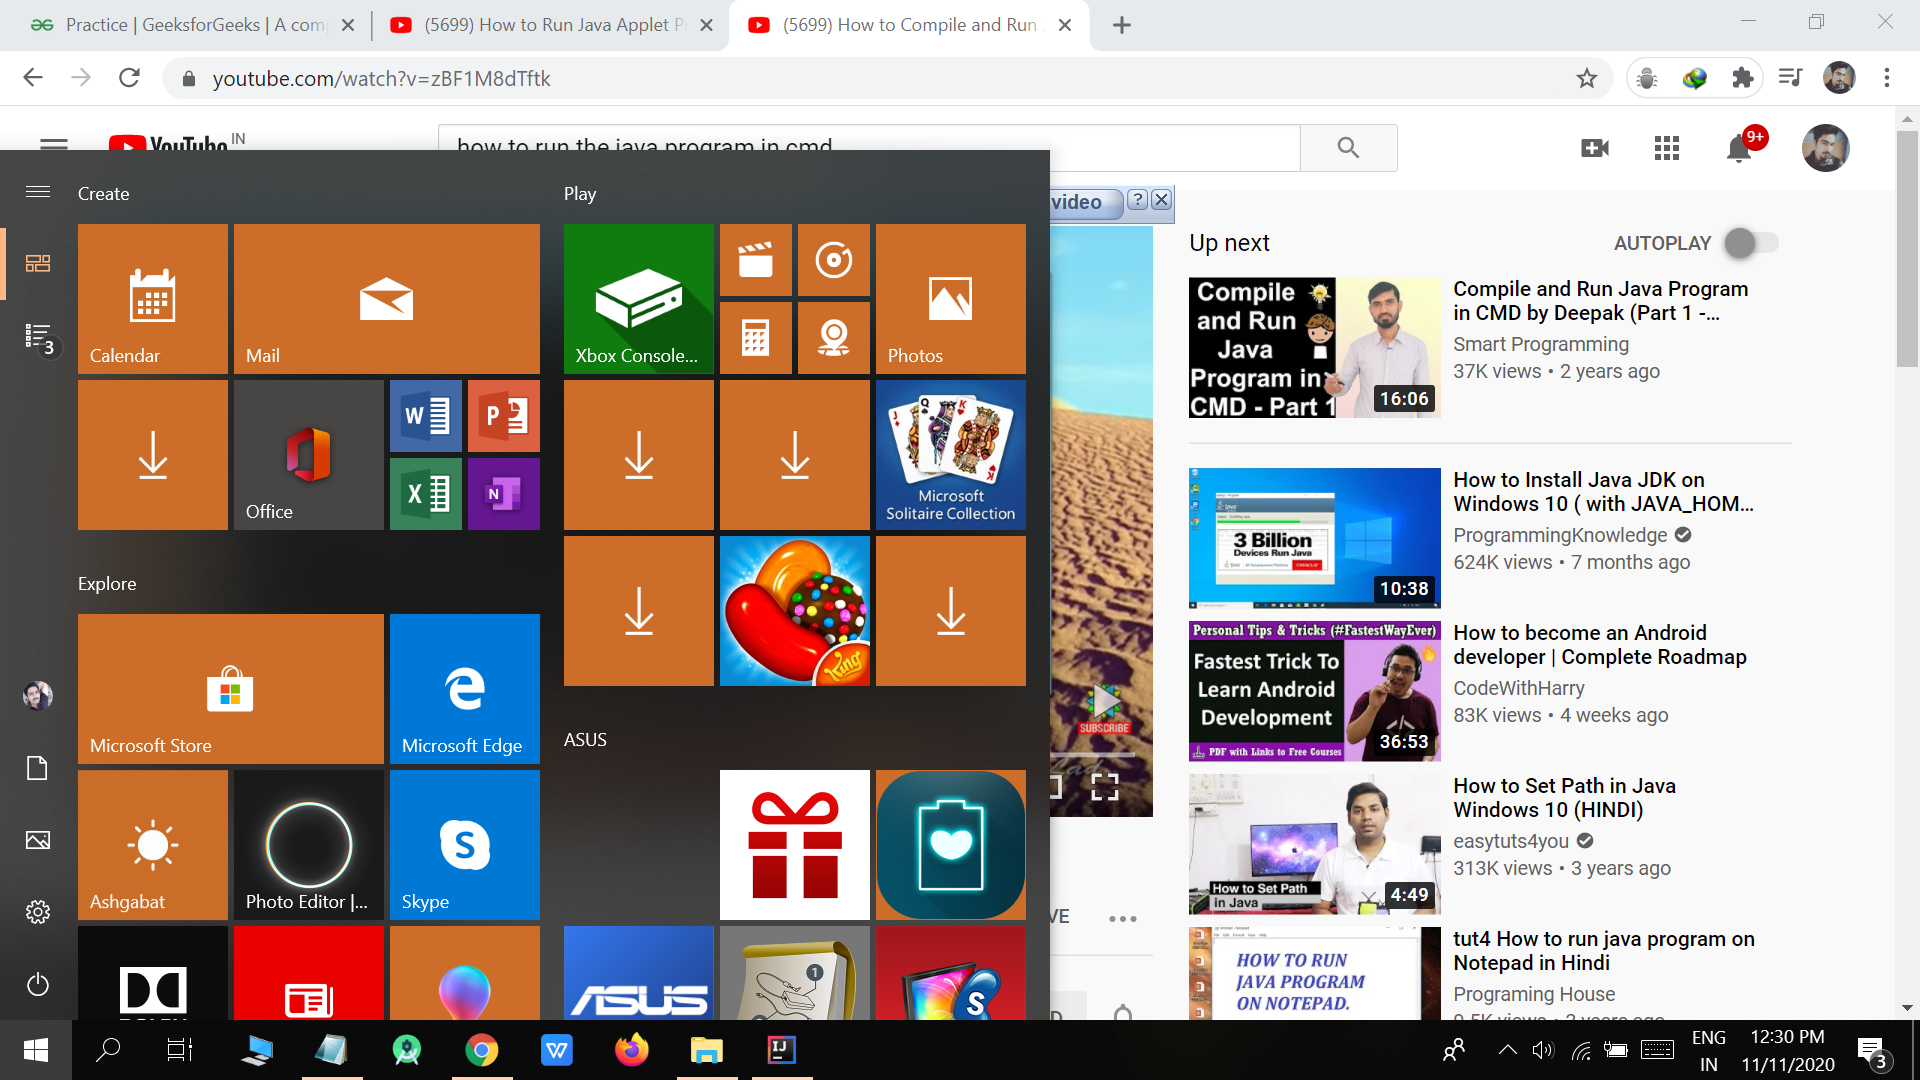 Practice | GeeksforGeeks | A com
(5699) How to Run Java Applet P
(5699) How to Compile and Run
youtube.com/watch?v=zBF1M8dTftk
YouTube IN
how to run the java program in cmd
9+
Create
Play
Calendar
Mail
Xbox Console...
Photos
3
Office
Microsoft
Solitaire Collection
Explore
King
Microsoft Store
Microsoft Edge
ASUS
Ashgabat
Photo Editor |...
Skype
ASUS
1
video
?
SUBSCRIBE
VE
Up next
AUTOPLAY
Compile
and Run
Java
Program in
CMD - Part 1
16:06
Compile and Run Java Program
in CMD by Deepak (Part 1 -...
Smart Programming
37K views • 2 years ago
3 Billion
Devices Run Java
10:38
How to Install Java JDK on
Windows 10 ( with JAVA_HOM...
ProgrammingKnowledge
624K views • 7 months ago
Personal Tips & Tricks (#FastestWayEver)
Fastest Trick To
Learn Android
Development
36:53
PDF with Links to Free Courses
How to become an Android
developer | Complete Roadmap
CodeWithHarry
83K views • 4 weeks ago
How to Set Path
in Java
4:49
How to Set Path in Java
Windows 10 (HINDI)
easytuts4you
313K views • 3 years ago
HOW TO RUN
JAVA PROGRAM
ON NOTEPAD.
tut4 How to run java program on
Notepad in Hindi
Programing House
9.5K views • 3 years ago
ENG
IN
12:30 PM
11/11/2020
3